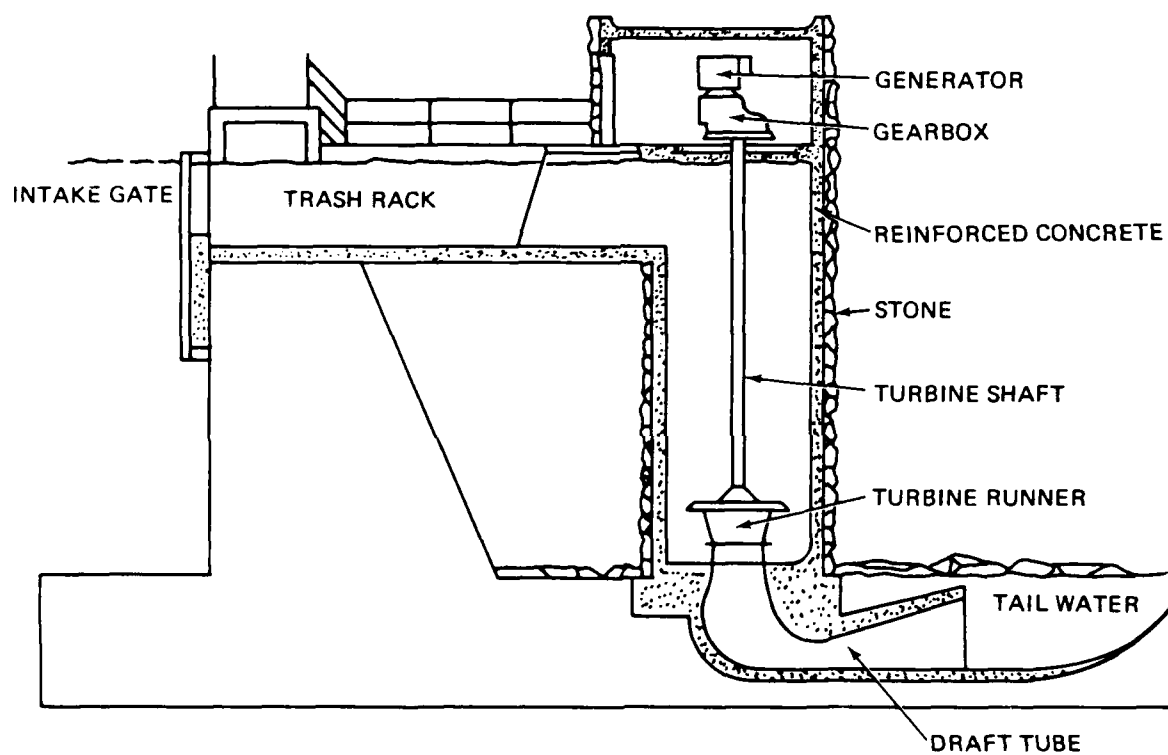 GENERATOR
GEARBOX
INTAKE GATE
TRASH RACK
REINFORCED CONCRETE
STONE
TURBINE SHAFT
TURBINE RUNNER
TAIL WATER
DRAFT TUBE